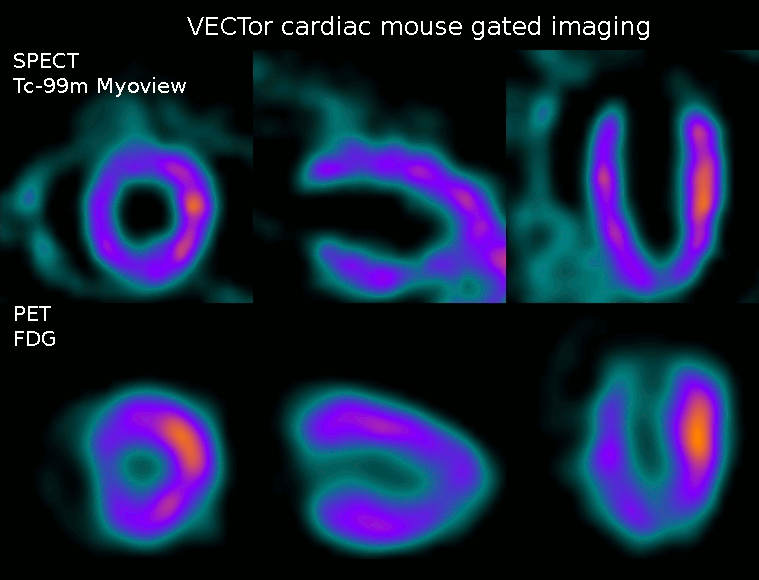 VECTor cardiac mouse gated imaging
SPECT
Tc-99m Myoview
PET
FDG